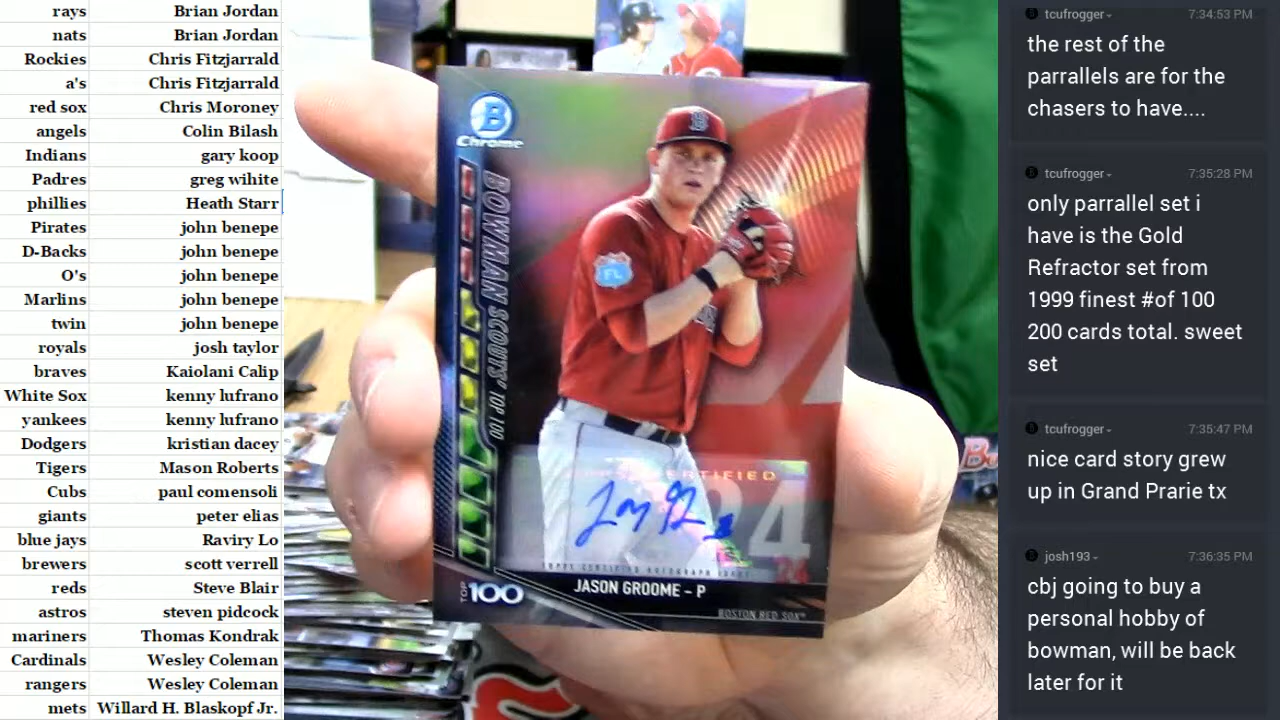 rays Brian Jordan
nats Brian Jordan
Rockies Chris Fitzjarrald
a's Chris Fitzjarrald
red sox Chris Moroney
angels Colin Bilash
Indians gary koop
Padres greg wihite
phillies Heath Starr
Pirates john benepe
D-Backs john benepe
O's john benepe
Marlins john benepe
twin john benepe
royals josh taylor
braves Kaiolani Calip
White Sox kenny lufrano
yankees kenny lufrano
Dodgers kristian dacey
Tigers Mason Roberts
Cubs paul comensoli
giants peter elias
blue jays Raviry Lo
brewers scott verrell
reds Steve Blair
astros steven pidcock
mariners Thomas Kondrak
Cardinals Wesley Coleman
rangers Wesley Coleman
mets Willard H. Blaskopf Jr.
B
Chrome
BOWMAN SCOUTS' TOP 100
B
FL
CERTIFIED
TOPPS CERTIFIED AUTOGRAPH ISSUE
24
JASON GROOME - P
TOP 100
BOSTON RED SOX™
tcufrogger 7:34:53 PM
the rest of the
parrallels are for the
chasers to have....
tcufrogger 7:35:28 PM
only parrallel set i
have is the Gold
Refractor set from
1999 finest #of 100
200 cards total. sweet
set
tcufrogger 7:35:47 PM
nice card story grew
up in Grand Prarie tx
josh193 7:36:35 PM
cbj going to buy a
personal hobby of
bowman, will be back
later for it